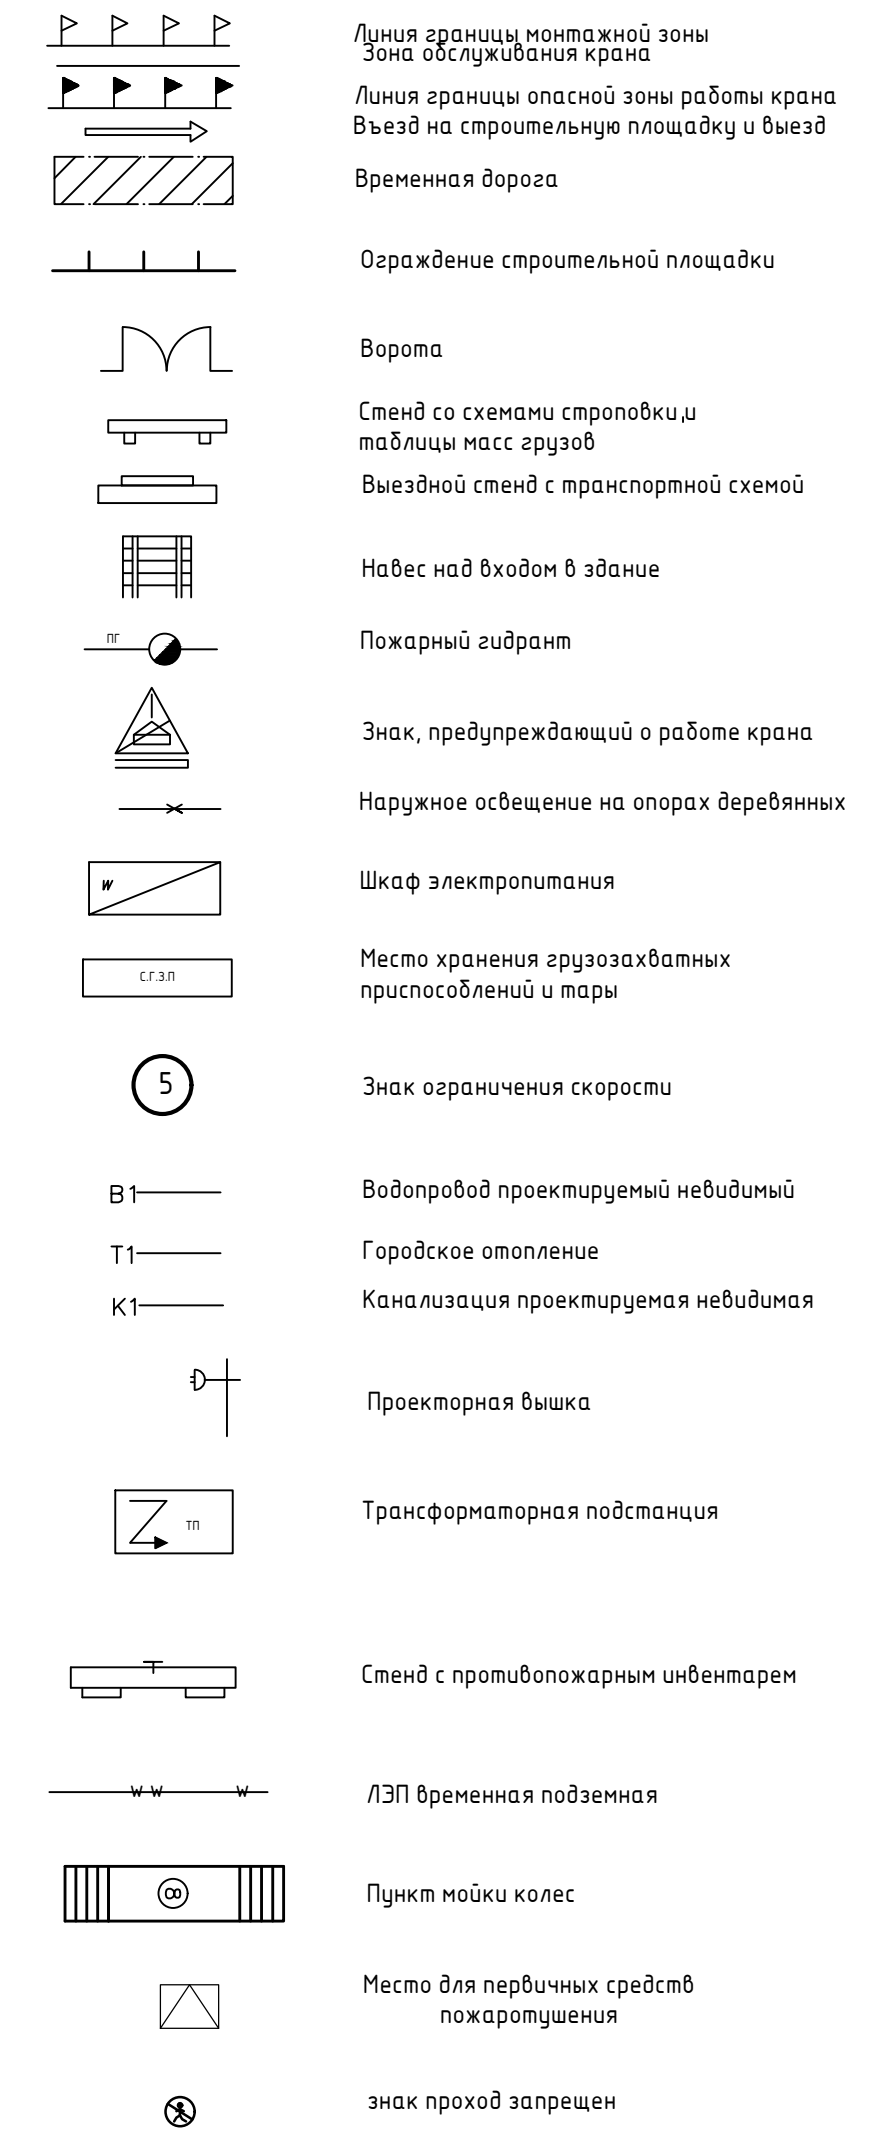 Линия границы монтажной зоны
Зона обслуживания крана
Линия границы опасной зоны работы крана
Въезд на строительную площадку и выезд
Временная дорога
Ограждение строительной площадки
Ворота
Стенд со схемами строповки,и
таблицы масс грузов
Выездной стенд с транспортной схемой
Навес над входом в здание
ПГ
Пожарный гидрант
Знак, предупреждающий о работе крана
Наружное освещение на опорах деревянных
W
Шкаф электропитания
С.Г.З.П
Место хранения грузозахватных
приспособлений и тары
5
Знак ограничения скорости
В1
Водопровод проектируемый невидимый
Т1
Городское отопление
К1
Канализация проектируемая невидимая
Проекторная вышка
ТП
Трансформаторная подстанция
Стенд с противопожарным инвентарем
W W W
ЛЭП временная подземная
8
Пункт мойки колес
Место для первичных средств
пожаротушения
знак проход запрещен